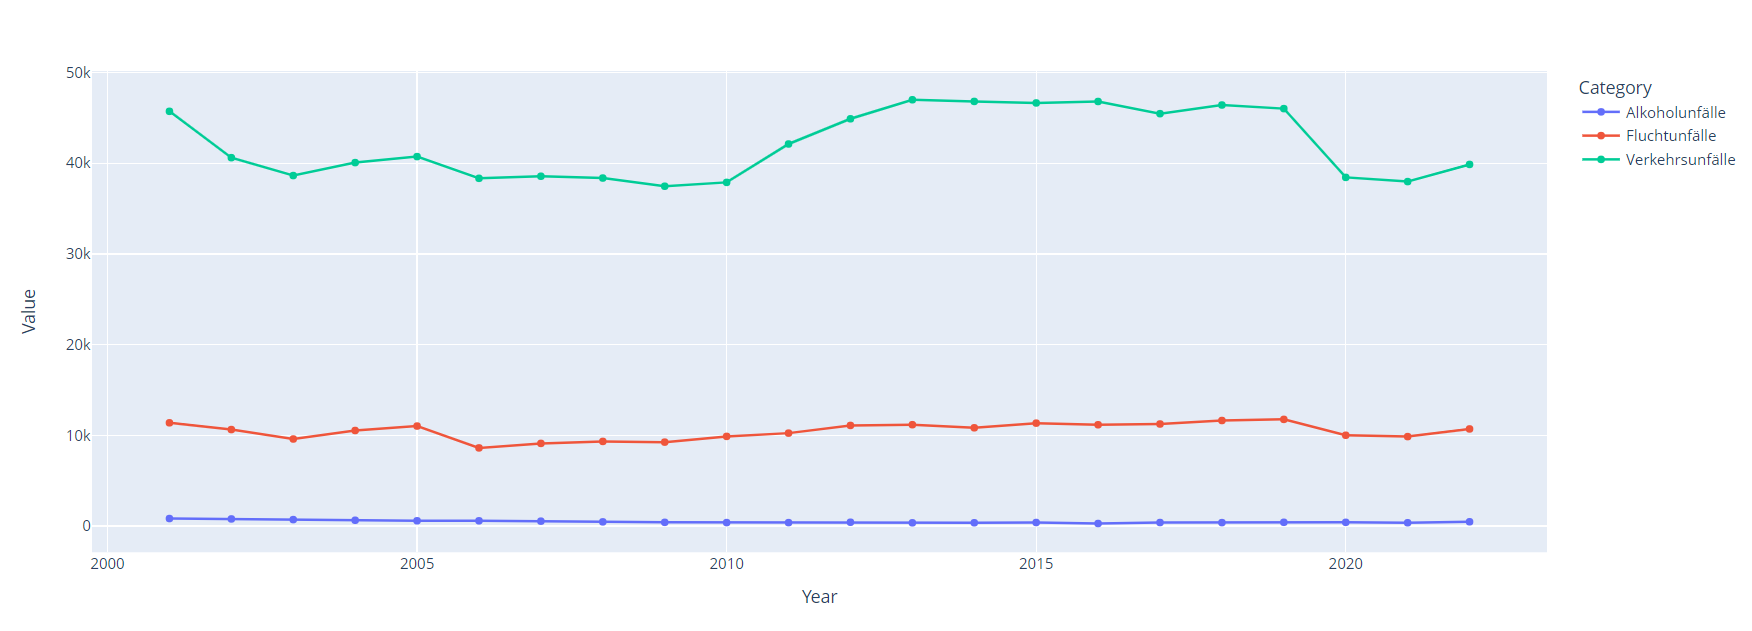 Category
Alkoholunfälle
Fluchtunfälle
Verkehrsunfälle
50k
40k
30k
20k
10k
0
Value
2000 2005 2010 2015 2020
Year